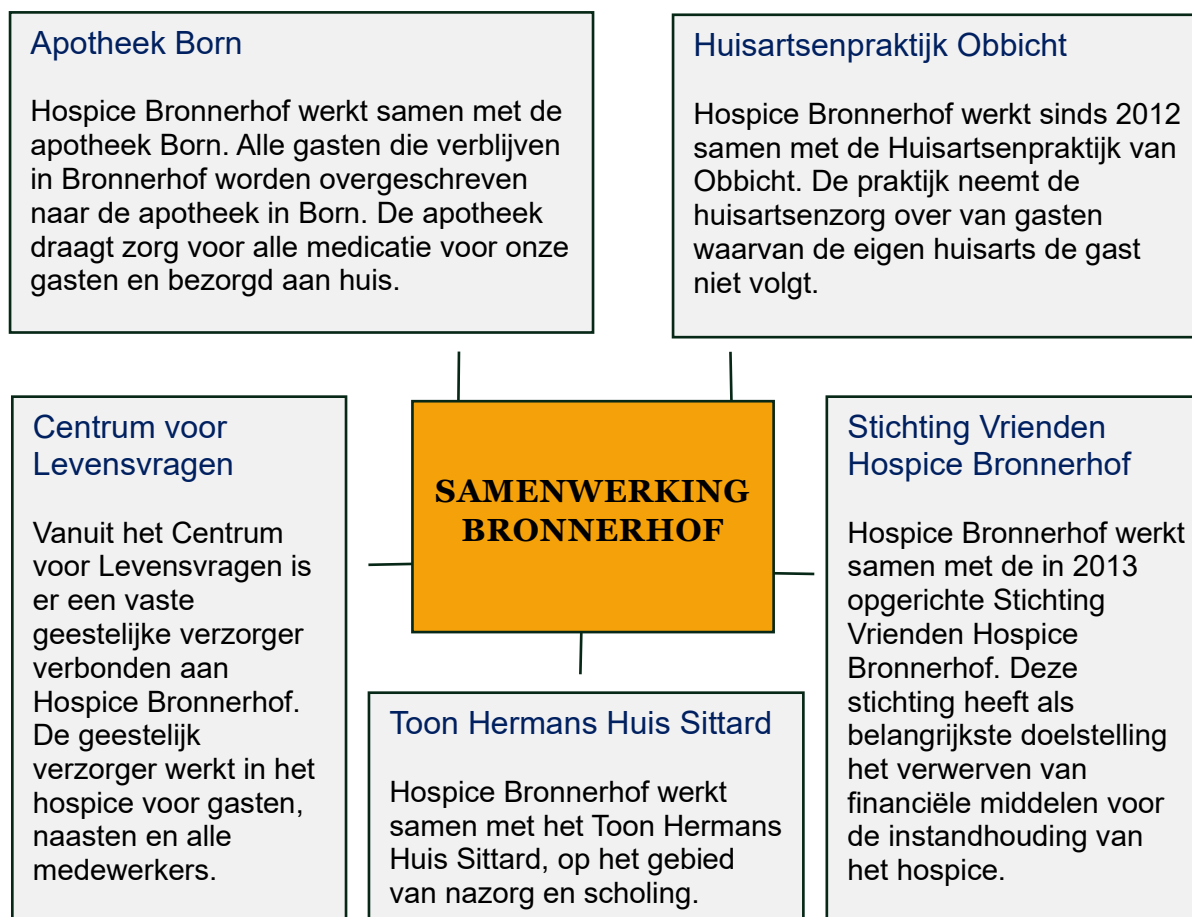 Apotheek Born
Hospice Bronnerhof werkt samen met de
apotheek Born. Alle gasten die verblijven
in Bronnerhof worden overgeschreven
naar de apotheek in Born. De apotheek
draagt zorg voor alle medicatie voor onze
gasten en bezorgd aan huis.
Huisartsenpraktijk Obbicht
Hospice Bronnerhof werkt sinds 2012
samen met de Huisartsenpraktijk van
Obbicht. De praktijk neemt de
huisartsenzorg over van gasten
waarvan de eigen huisarts de gast
niet volgt.
Centrum voor
Levensvragen
Vanuit het Centrum
voor Levensvragen is
er een vaste
geestelijke verzorger
verbonden aan
Hospice Bronnerhof.
De geestelijk
verzorger werkt in het
hospice voor gasten,
naasten en alle
medewerkers.
SAMENWERKING
BRONNERHOF
Toon Hermans Huis Sittard
Hospice Bronnerhof werkt
samen met het Toon Hermans
Huis Sittard, op het gebied
van nazorg en scholing.
Stichting Vrienden
Hospice Bronnerhof
Hospice Bronnerhof werkt
samen met de in 2013
opgerichte Stichting
Vrienden Hospice
Bronnerhof. Deze
stichting heeft als
belangrijkste doelstelling
het verwerven van
financiële middelen voor
de instandhouding van
het hospice.